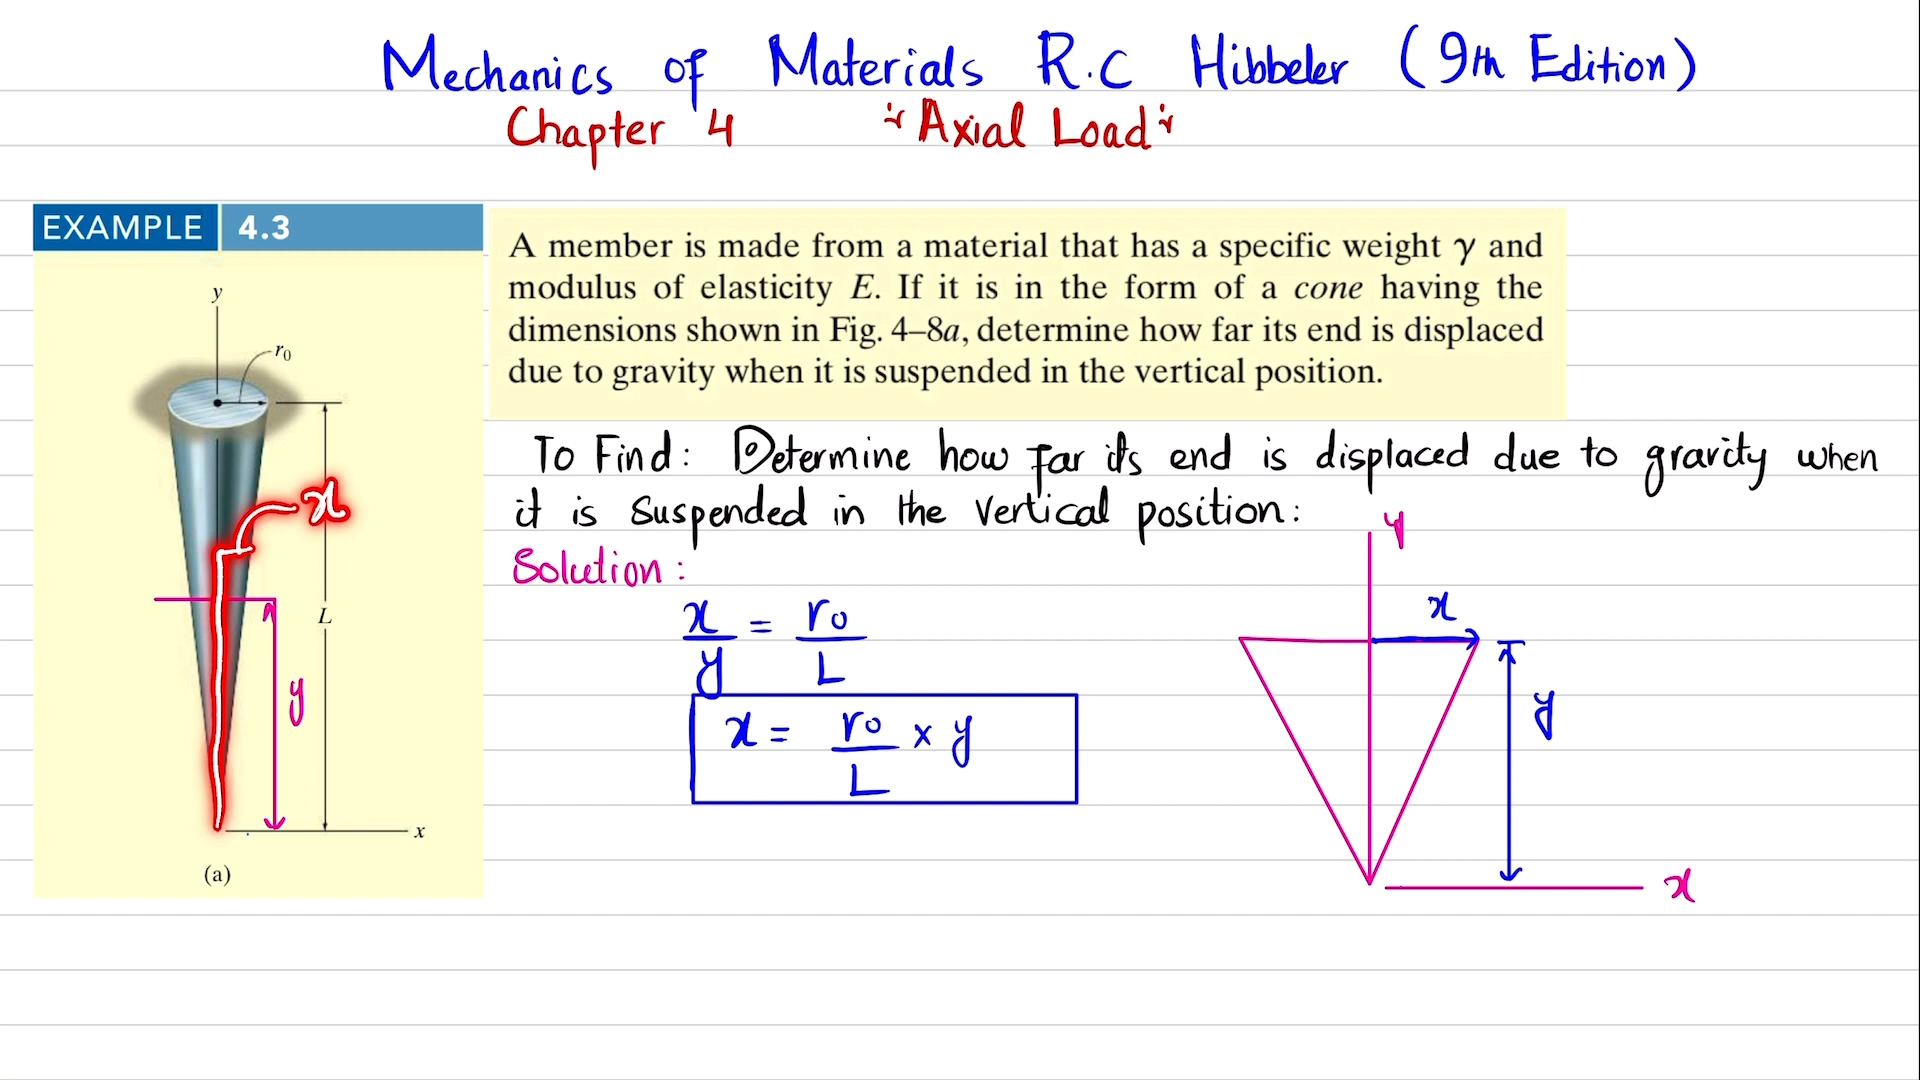 Mechanics of Materials R.C Hibbeler (9th Edition)
Chapter 4 "Axial Load"
EXAMPLE 4.3
A member is made from a material that has a specific weight γ and
modulus of elasticity E. If it is in the form of a cone having the
dimensions shown in Fig. 4–8a, determine how far its end is displaced
due to gravity when it is suspended in the vertical position.
y
r0
x
L
y
x
(a)
To Find: Determine how far it's end is displaced due to gravity when
it is suspended in the vertical position:
Solution:
x/y = r0/L
x = r0/L × y
y
x
y
x